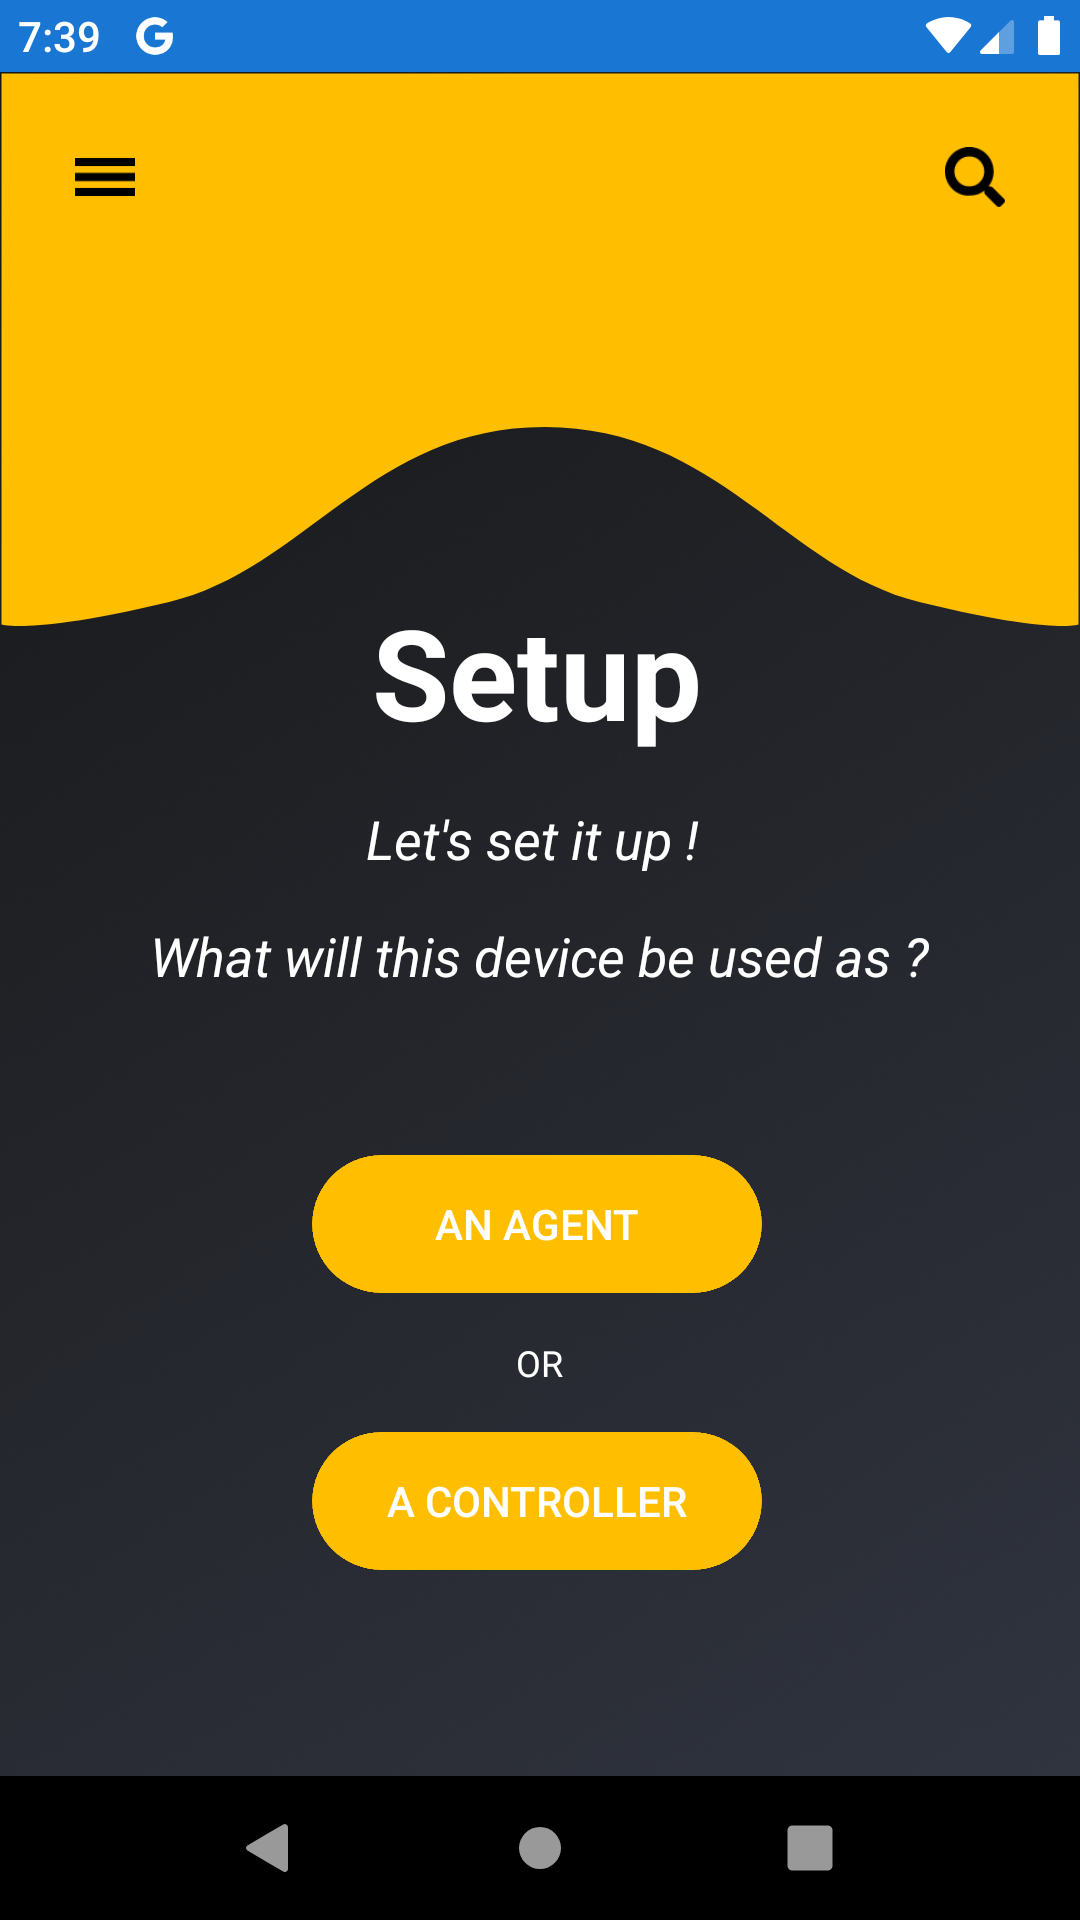 7:39
Setup
Let's set it up !
What will this device be used as ?
AN AGENT
OR
A CONTROLLER